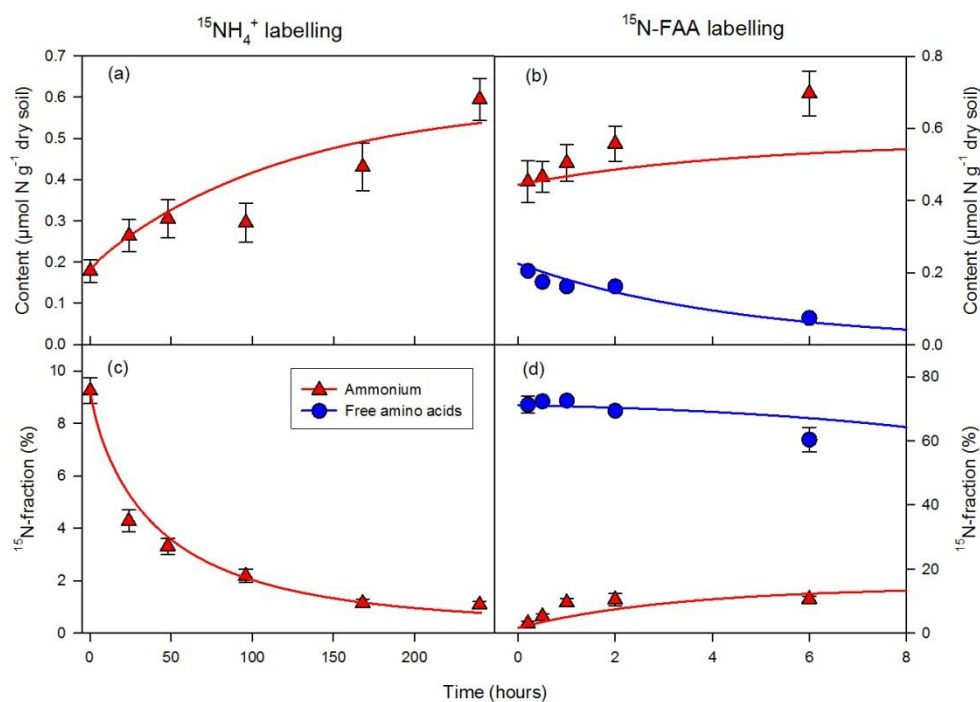 ¹⁵NH₄⁺ labelling
¹⁵N-FAA labelling
(a)
0.7
0.6
0.5
0.4
0.3
0.2
0.1
0.0
Content (µmol N g⁻¹ dry soil)
(b)
0.8
0.6
0.4
0.2
0.0
Content (µmol N g⁻¹ dry soil)
(c)
10
8
6
4
2
0
¹⁵N-fraction (%)
Ammonium
Free amino acids
(d)
80
60
40
20
0
¹⁵N-fraction (%)
0 50 100 150 200
0 2 4 6 8
Time (hours)